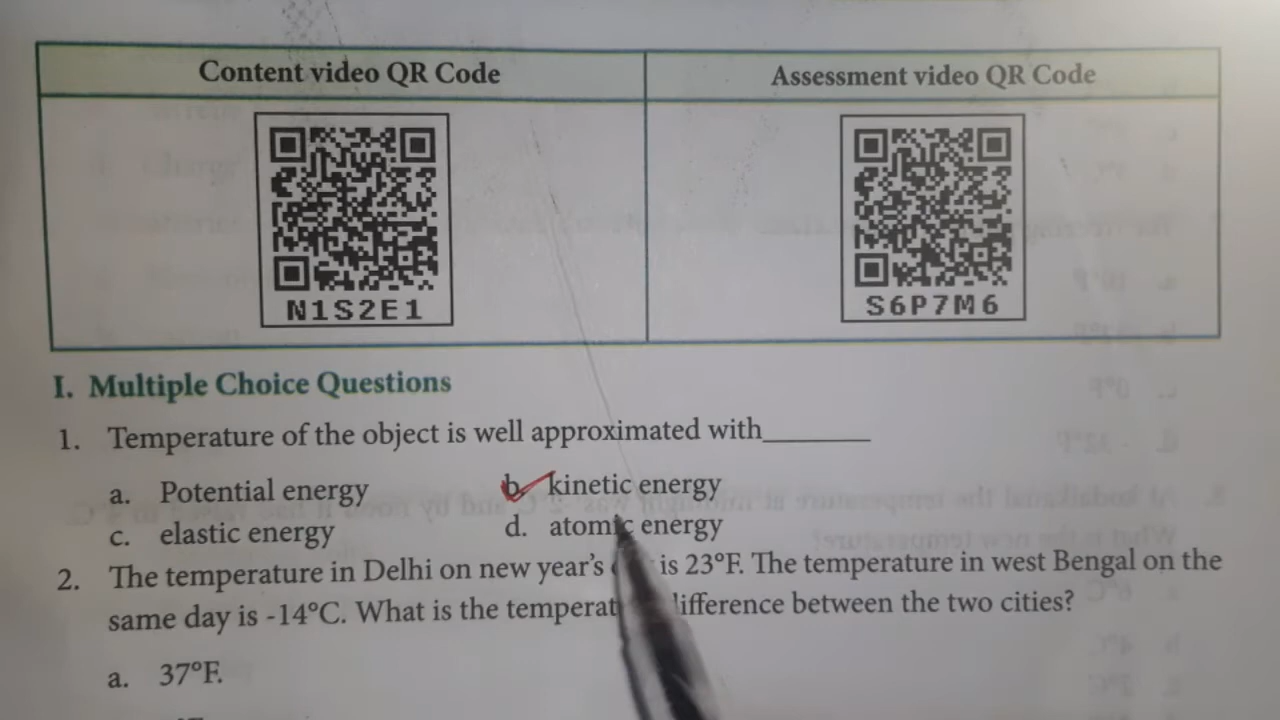 Content video QR Code
Assessment video QR Code
N1S2E1
S6P7M6
I. Multiple Choice Questions
1. Temperature of the object is well approximated with_______
a. Potential energy b. kinetic energy
c. elastic energy d. atomic energy
2. The temperature in Delhi on new year's is 23°F. The temperature in west Bengal on the
same day is -14°C. What is the difference between the two cities?
a. 37°F.